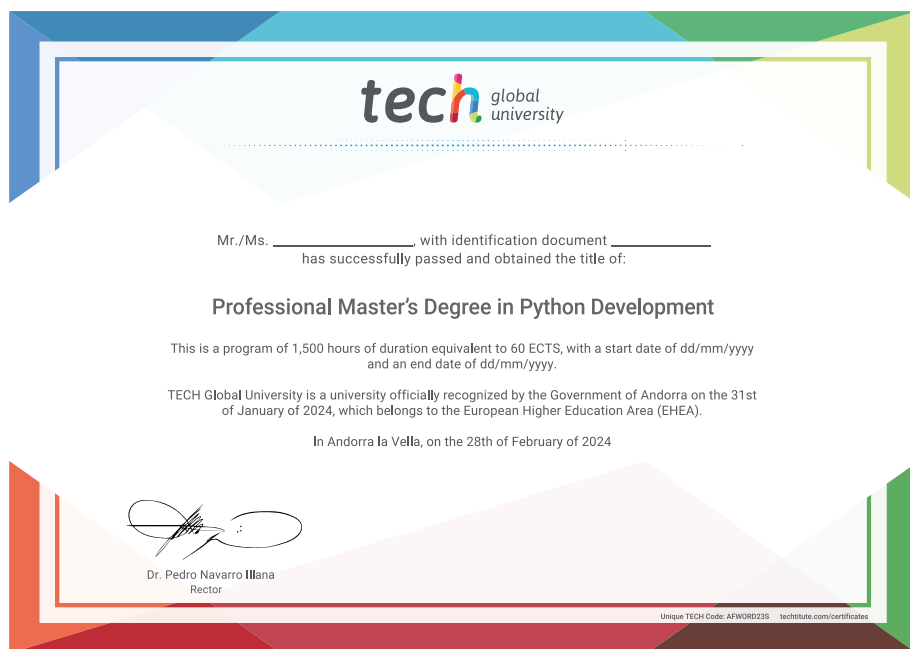 tech global university
Mr./Ms. ____________________, with identification document ______________
has successfully passed and obtained the title of:
Professional Master’s Degree in Python Development
This is a program of 1,500 hours of duration equivalent to 60 ECTS, with a start date of dd/mm/yyyy
and an end date of dd/mm/yyyy.
TECH Global University is a university officially recognized by the Government of Andorra on the 31st
of January of 2024, which belongs to the European Higher Education Area (EHEA).
In Andorra la Vella, on the 28th of February of 2024
Dr. Pedro Navarro Illana
Rector
Unique TECH Code: AFWORD23S techtitute.com/certificates